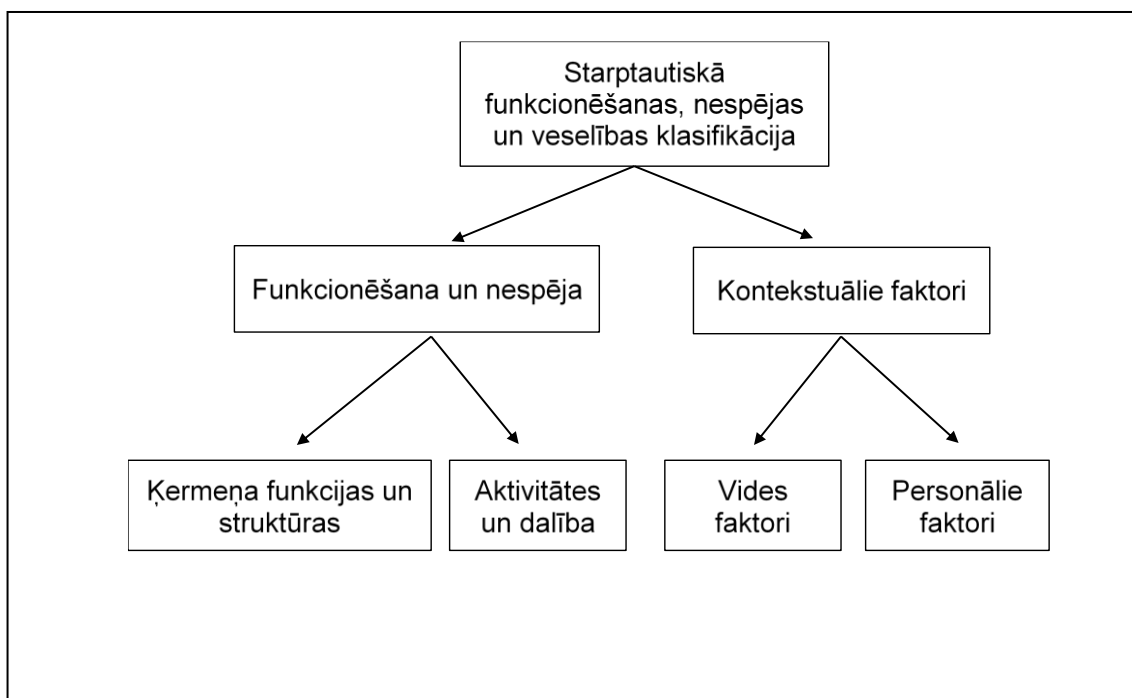 Starptautiskā
funkcionēšanas, nespējas
un veselības klasifikācija
Funkcionēšana un nespēja
Kontekstuālie faktori
Ķermeņa funkcijas un
struktūras
Aktivitātes
un dalība
Vides
faktori
Personālie
faktori